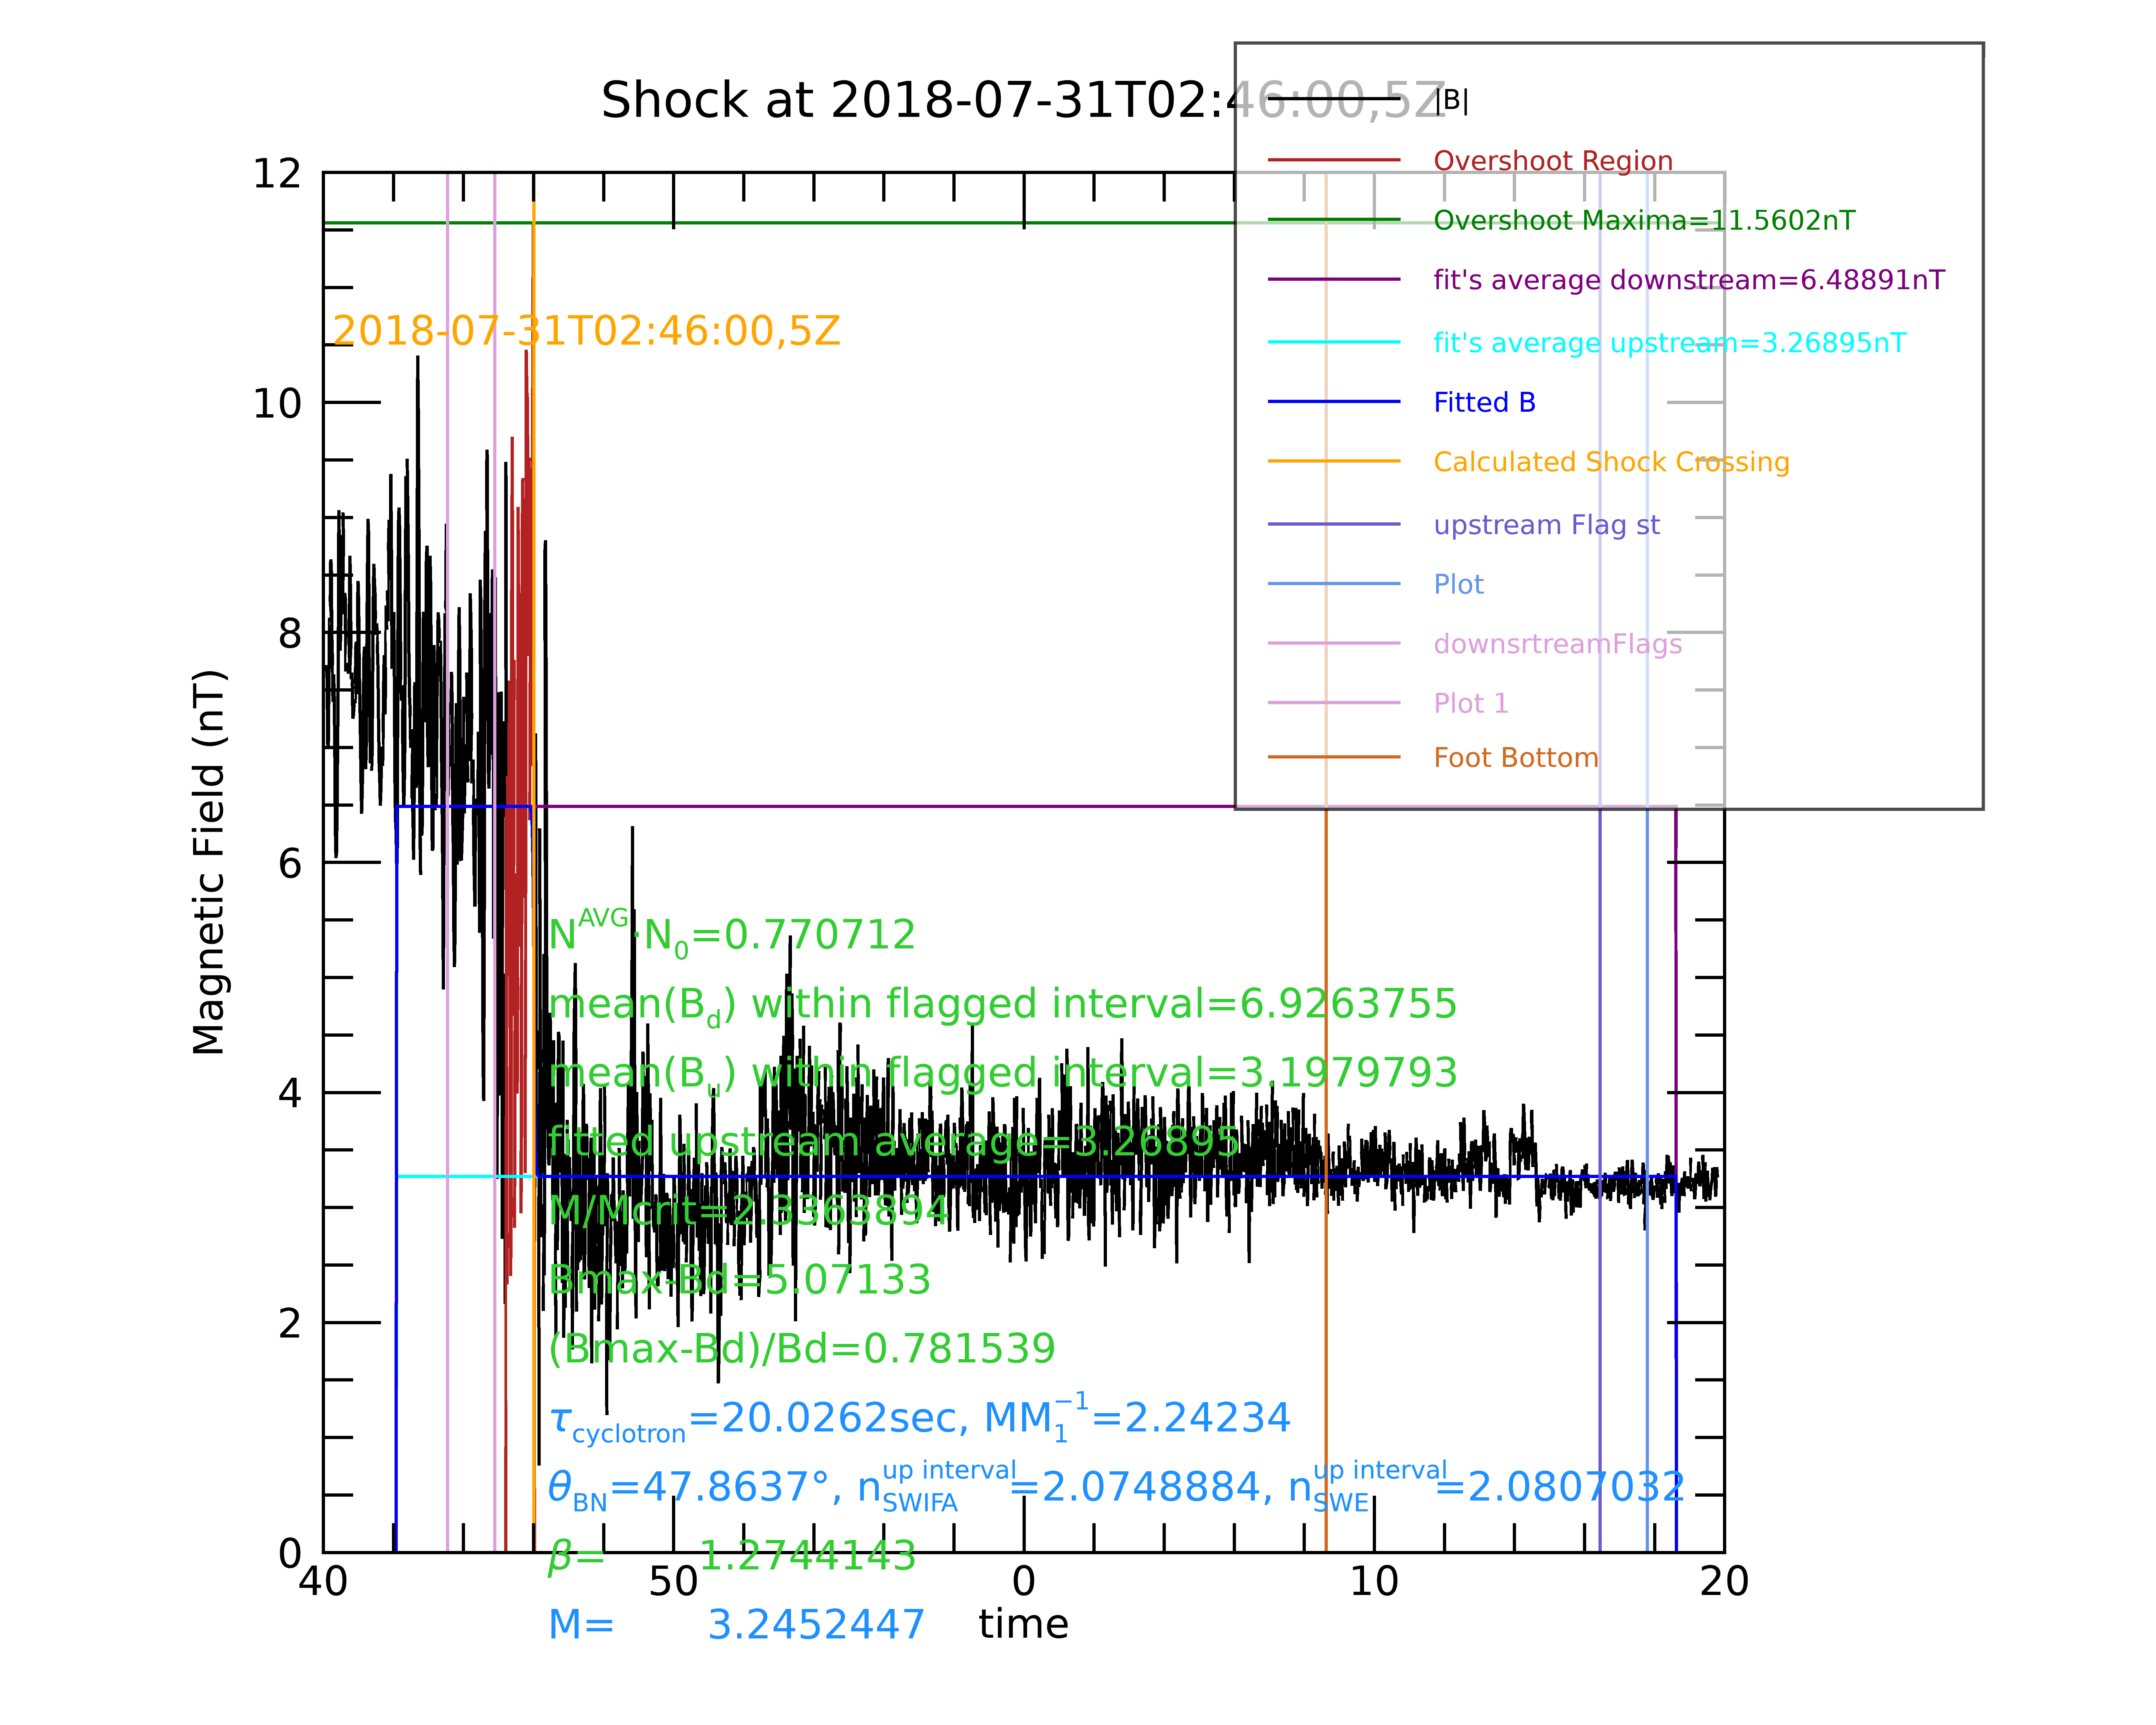 Shock at 2018-07-31T02:46:00,5Z
|B|
Overshoot Region
Overshoot Maxima=11.5602nT
fit's average downstream=6.48891nT
fit's average upstream=3.26895nT
Fitted B
Calculated Shock Crossing
upstream Flag st
Plot
downsrtreamFlags
Plot 1
Foot Bottom
12
10
8
6
4
2
0
Magnetic Field (nT)
2018-07-31T02:46:00,5Z
N^AVG·N_0=0.770712
mean(B_d) within flagged interval=6.9263755
mean(B_u) within flagged interval=3.1979793
fitted upstream average=3.26895
M/Mcrit=2.3363894
Bmax-Bd=5.07133
(Bmax-Bd)/Bd=0.781539
τ_cyclotron=20.0262sec, MM_1^−1=2.24234
θ_BN=47.8637°, n_SWIFA^up interval=2.0748884, n_SWE^up interval=2.0807032
β= 1.2744143
M= 3.2452447
40 50 0 10 20
time